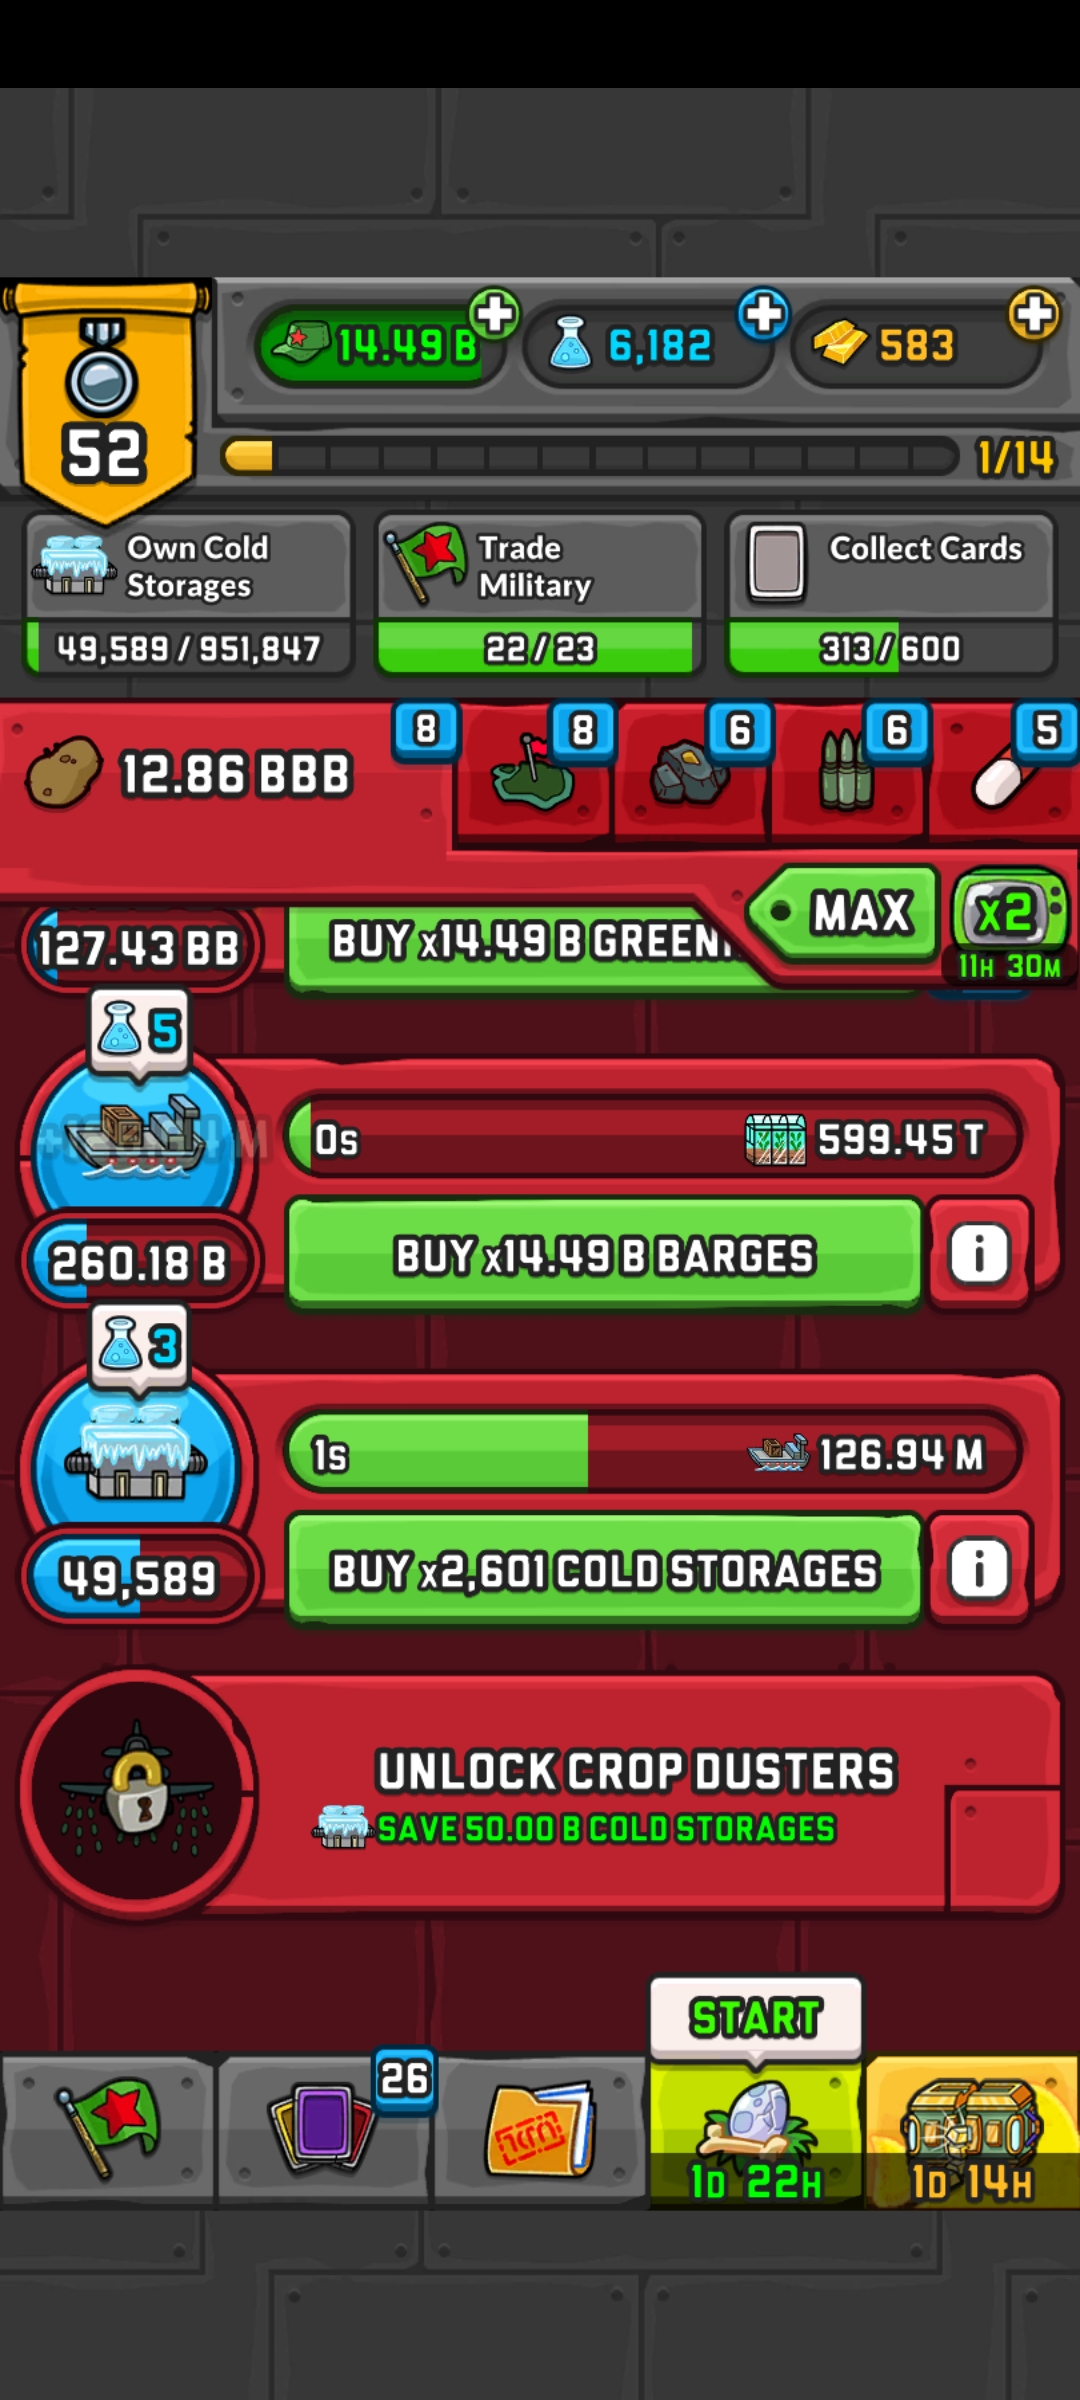 14.49 B
6,182
583
52
1/14
Own Cold
Storages
49,589 / 951,847
Trade
Military
22 / 23
Collect Cards
313 / 600
12.86 BBB
8
8
6
6
5
MAX
x2
11H 30M
127.43 BB
BUY x14.49 B
5
0s
599.45 T
260.18 B
BUY x14.49 B BARGES
3
1s
126.94 M
49,589
BUY x2,601 COLD STORAGES
UNLOCK CROP DUSTERS
SAVE 50.00 B COLD STORAGES
START
26
1D 22H
1D 14H